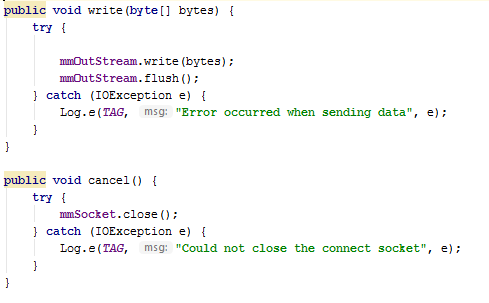 public void write(byte[] bytes) {
try {
mmOutStream.write(bytes);
mmOutStream.flush();
} catch (IOException e) {
Log.e(TAG, msg: "Error occurred when sending data", e);
}
}
public void cancel() {
try {
mmSocket.close();
} catch (IOException e) {
Log.e(TAG, msg: "Could not close the connect socket", e);
}
}